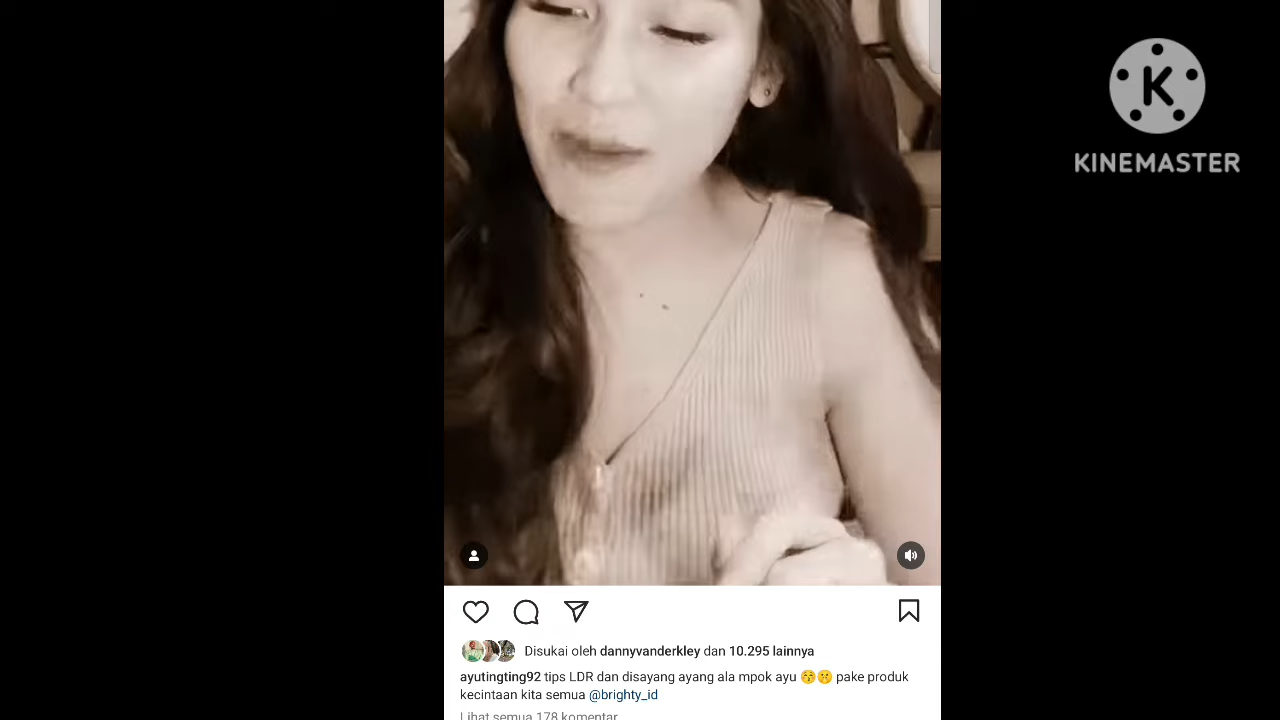 KINEMASTER
Disukai oleh dannyvanderkley dan 10.295 lainnya
ayutingting92 tips LDR dan disayang ayang ala mpok ayu 😚🤫 pake produk
kecintaan kita semua @brighty_id
Lihat semua 178 komentar